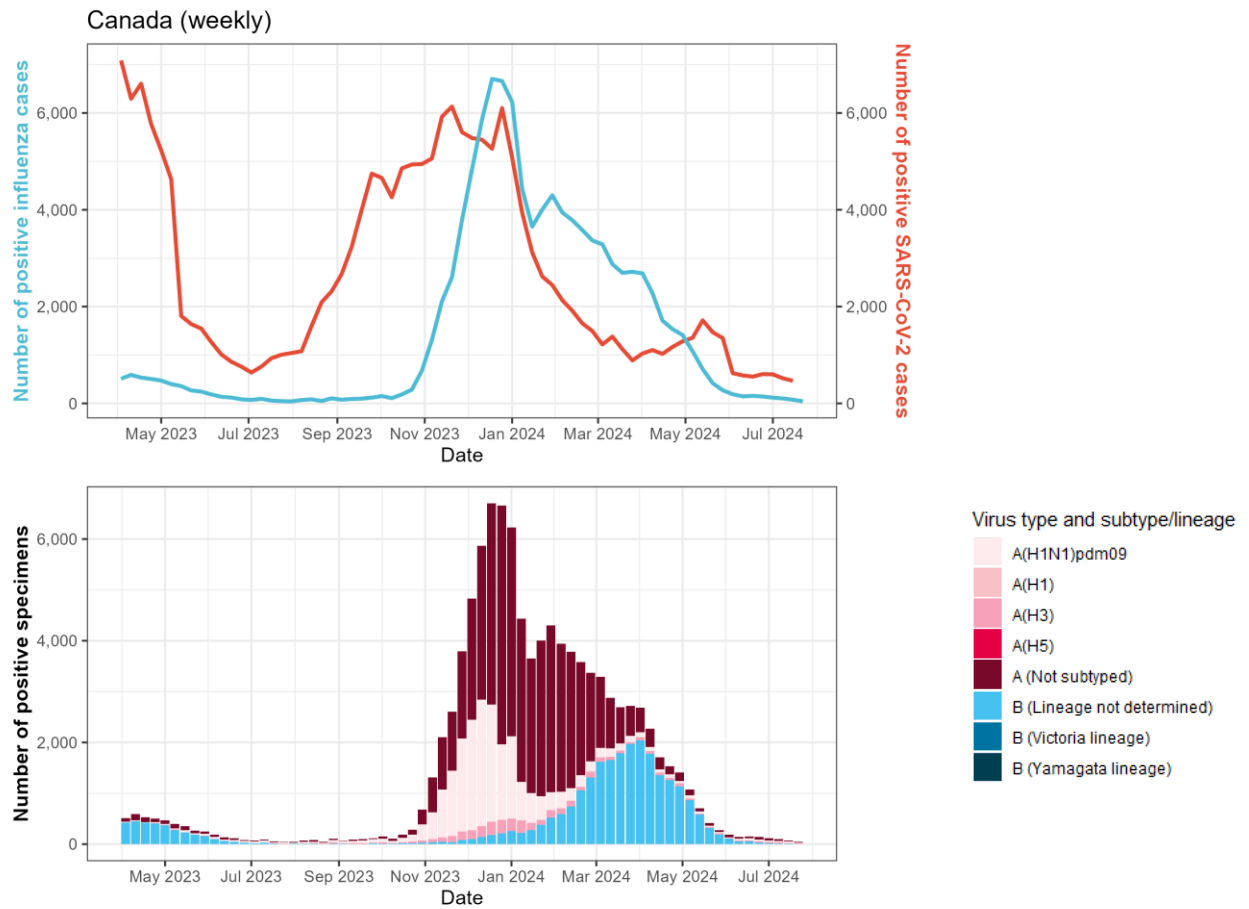 Canada (weekly)
Number of positive influenza cases
6,000
4,000
2,000
0
6,000
4,000
2,000
0
Number of positive SARS-CoV-2 cases
May 2023
Jul 2023
Sep 2023
Nov 2023
Jan 2024
Mar 2024
May 2024
Jul 2024
Date
Number of positive specimens
6,000
4,000
2,000
0
May 2023
Jul 2023
Sep 2023
Nov 2023
Jan 2024
Mar 2024
May 2024
Jul 2024
Date
Virus type and subtype/lineage
A(H1N1)pdm09
A(H1)
A(H3)
A(H5)
A (Not subtyped)
B (Lineage not determined)
B (Victoria lineage)
B (Yamagata lineage)